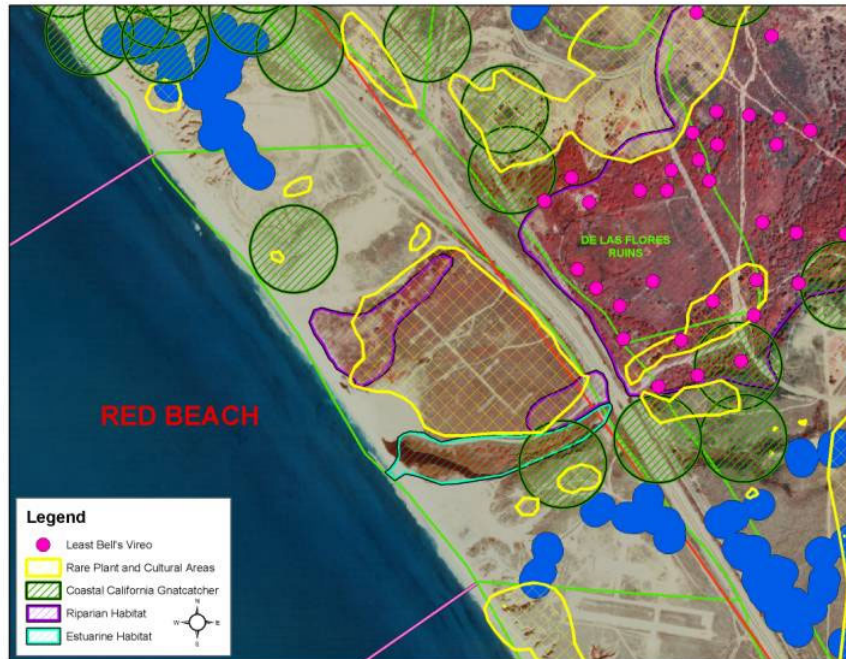 DE LAS FLORES
RUINS
RED BEACH
Legend
Least Bell's Vireo
Rare Plant and Cultural Areas
Coastal California Gnatcatcher
Riparian Habitat
Estuarine Habitat
N
W E
S